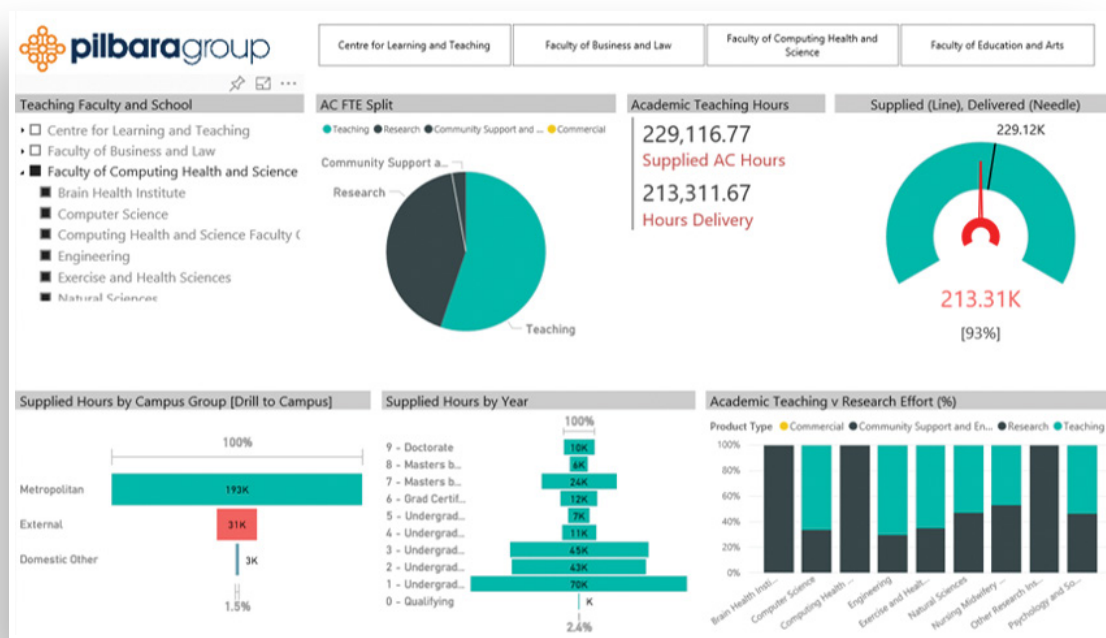 pilbaragroup
Centre for Learning and Teaching
Faculty of Business and Law
Faculty of Computing Health and
Science
Faculty of Education and Arts
Teaching Faculty and School
Centre for Learning and Teaching
Faculty of Business and Law
Faculty of Computing Health and Science
Brain Health Institute
Computer Science
Computing Health and Science Faculty (
Engineering
Exercise and Health Sciences
Natural Sciences
AC FTE Split
Teaching Research Community Support and ... Commercial
Community Support a...
Research
Teaching
Academic Teaching Hours
229,116.77
Supplied AC Hours
213,311.67
Hours Delivery
Supplied (Line), Delivered (Needle)
229.12K
213.31K
[93%]
Supplied Hours by Campus Group [Drill to Campus]
100%
Metropolitan 193K
External 31K
Domestic Other 3K
1.5%
Supplied Hours by Year
100%
9 - Doctorate 10K
8 - Masters b... 6K
7 - Masters b... 24K
6 - Grad Certif... 12K
5 - Undergrad... 7K
4 - Undergrad... 11K
3 - Undergrad... 45K
2 - Undergrad... 43K
1 - Undergrad... 70K
0 - Qualifying K
2.4%
Academic Teaching v Research Effort (%)
Product Type Commercial Community Support and En... Research Teaching
100%
80%
60%
40%
20%
0%
Brain Health Insti...
Computer Science
Computing Health ...
Engineering
Exercise and Healt...
Natural Sciences
Nursing Midwifery ...
Other Research Ins...
Psychology and So...